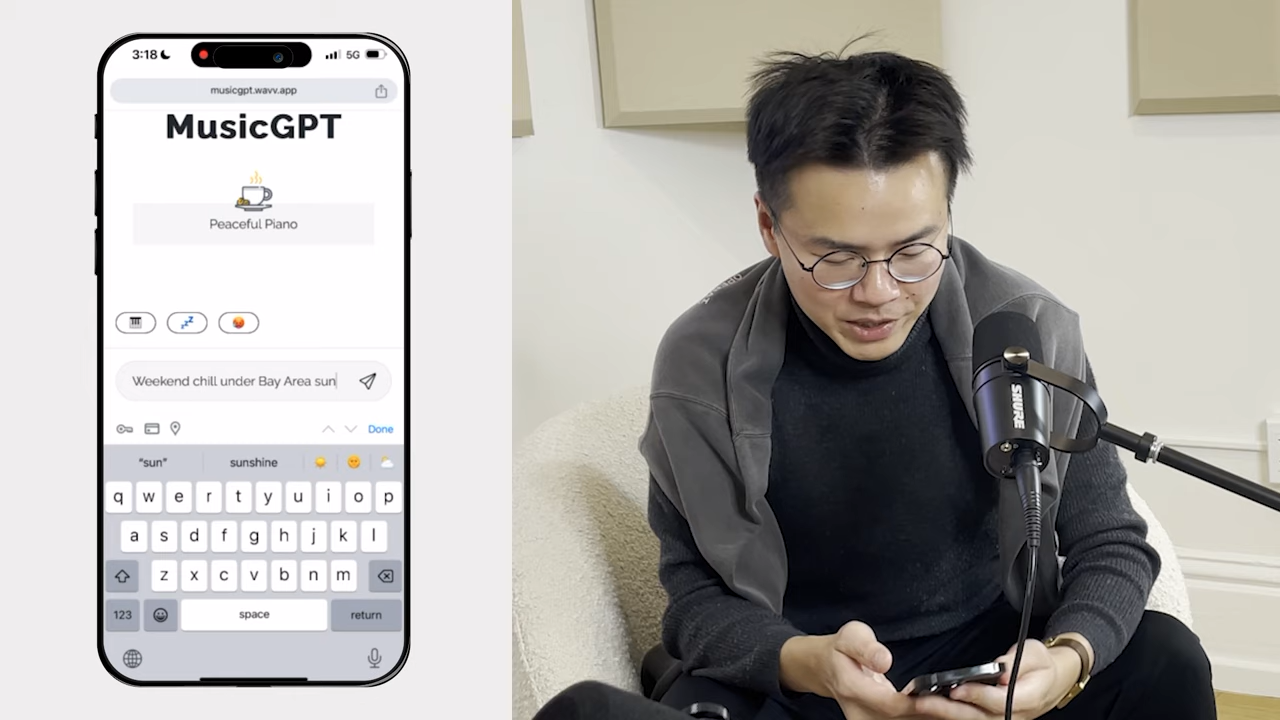 3:18
5G
musicgpt.wavv.app
MusicGPT
Peaceful Piano
Weekend chill under Bay Area sun
Done
“sun”
sunshine
q w e r t y u i o p
a s d f g h j k l
z x c v b n m
123
space
return
SHURE